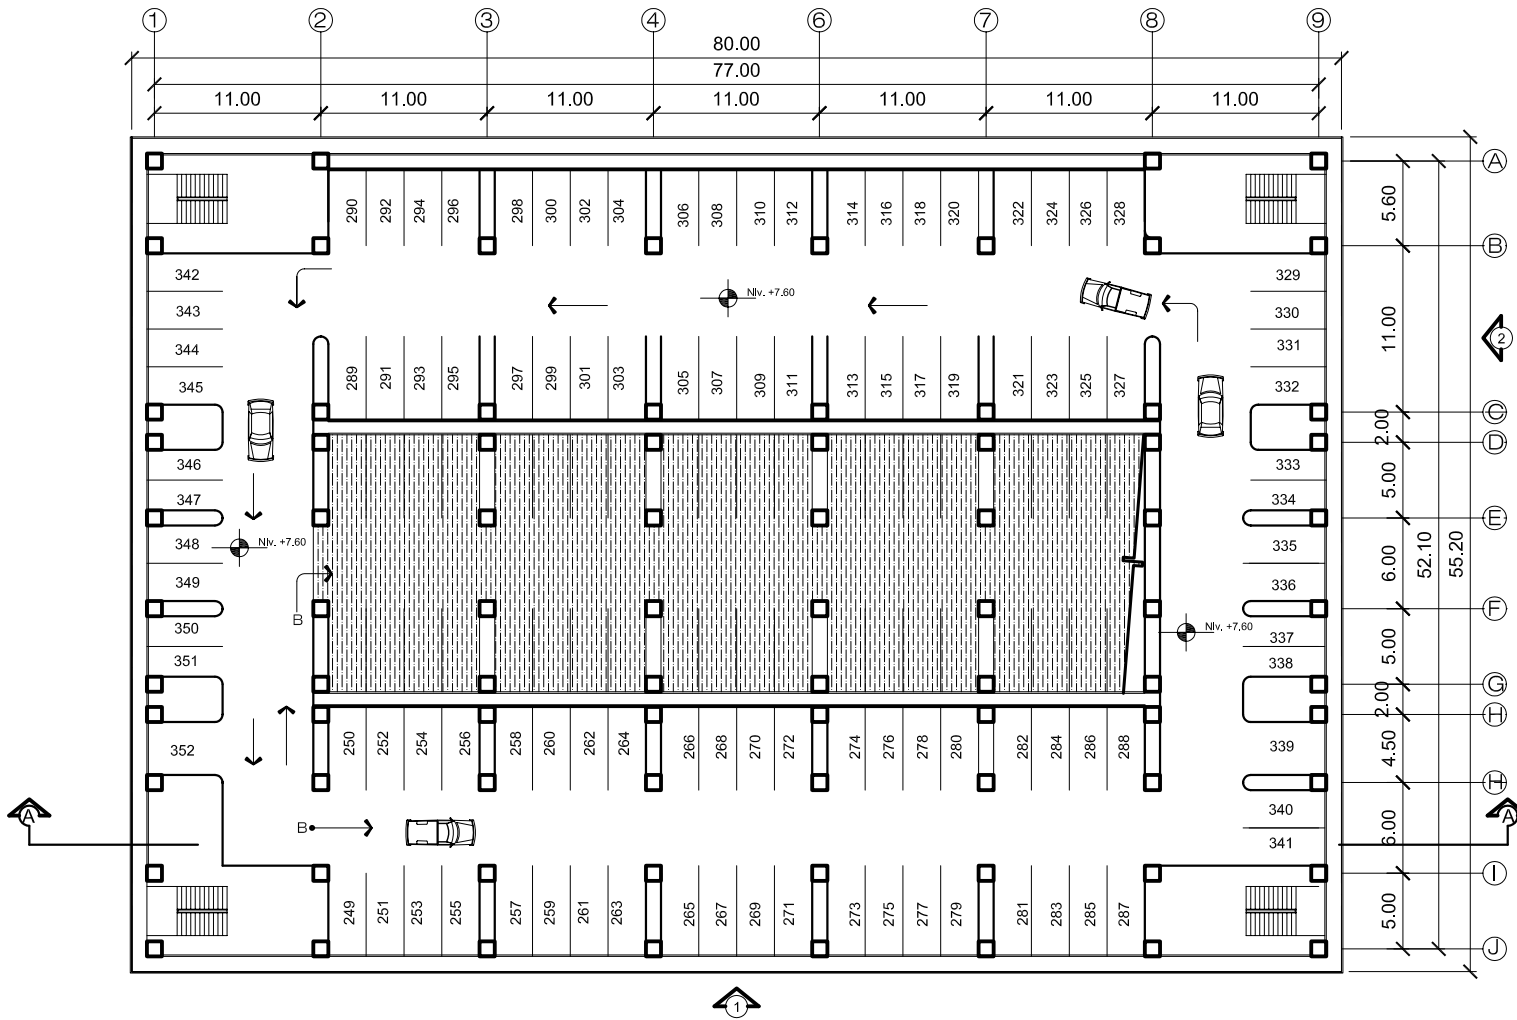 1 2 3 4 6 7 8 9
80.00
77.00
11.00 11.00 11.00 11.00 11.00 11.00 11.00
A
5.60
290 292 294 296 298 300 302 304 306 308 310 312 314 316 318 320 322 324 326 328
B
342 329
Nlv. +7.60
343 330
11.00
2
344 331
289 291 293 295 297 299 301 303 305 307 309 311 313 315 317 319 321 323 325 327
345 332
C
2.00
D
346 333
5.00
347 334
E
348 335
Nlv. +7.60
6.00
52.10
55.20
349 336
B
F
350 337
Nlv. +7,60
5.00
351 338
G
2.00
H
352 339
250 252 254 256 258 260 262 264 266 268 270 272 274 276 278 280 282 284 286 288
4.50
H
A 340 A
B
6.00
341
I
249 251 253 255 257 259 261 263 265 267 269 271 273 275 277 279 281 283 285 287
5.00
J
1